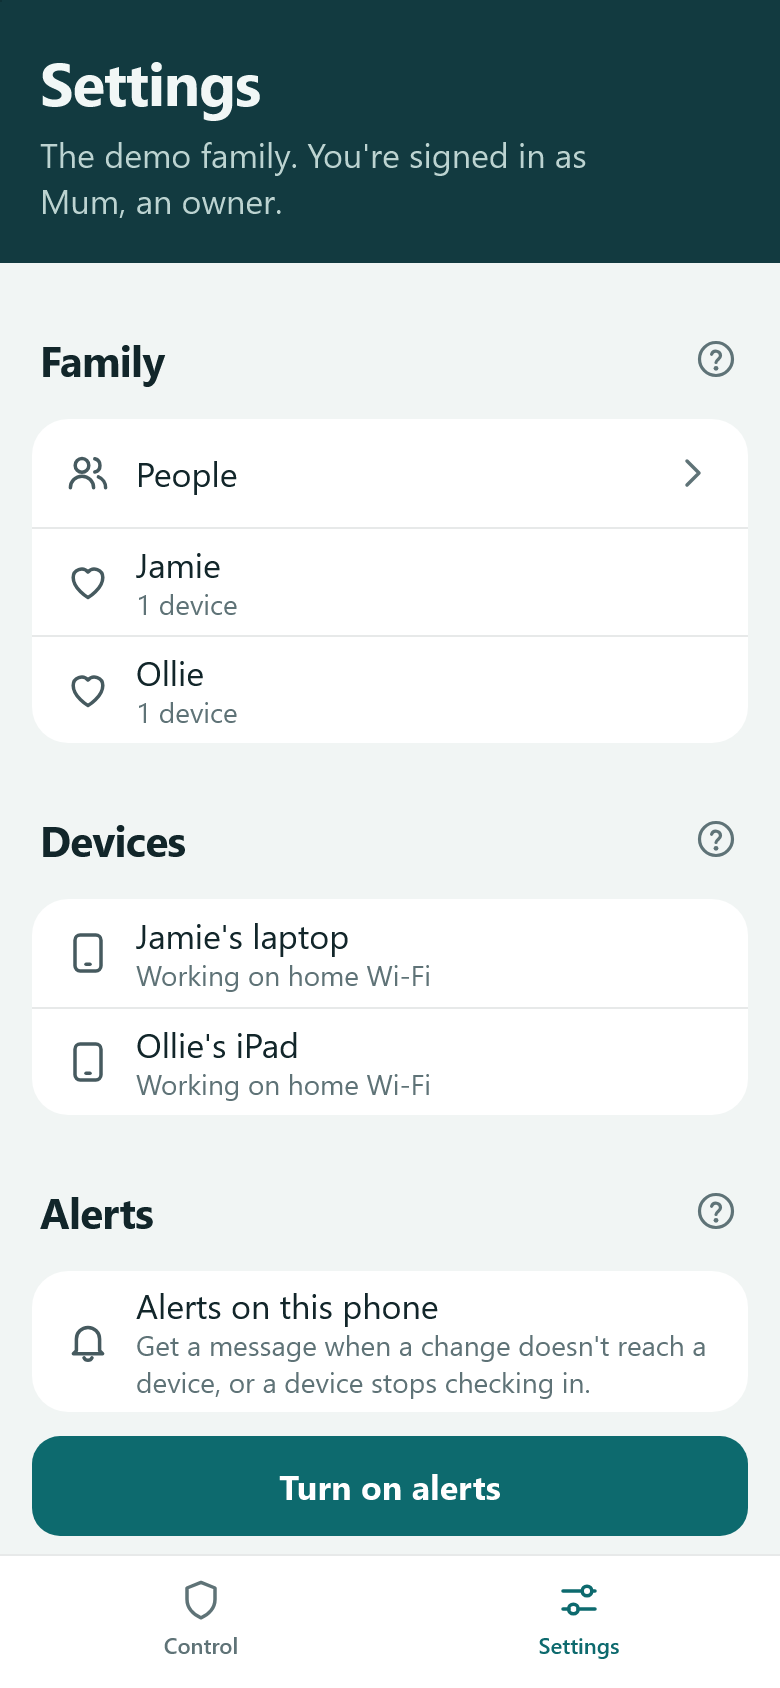 Settings
The demo family. You're signed in as
Mum, an owner.
Family
People
Jamie
1 device
Ollie
1 device
Devices
Jamie's laptop
Working on home Wi-Fi
Ollie's iPad
Working on home Wi-Fi
Alerts
Alerts on this phone
Get a message when a change doesn't reach a
device, or a device stops checking in.
Turn on alerts
Control
Settings